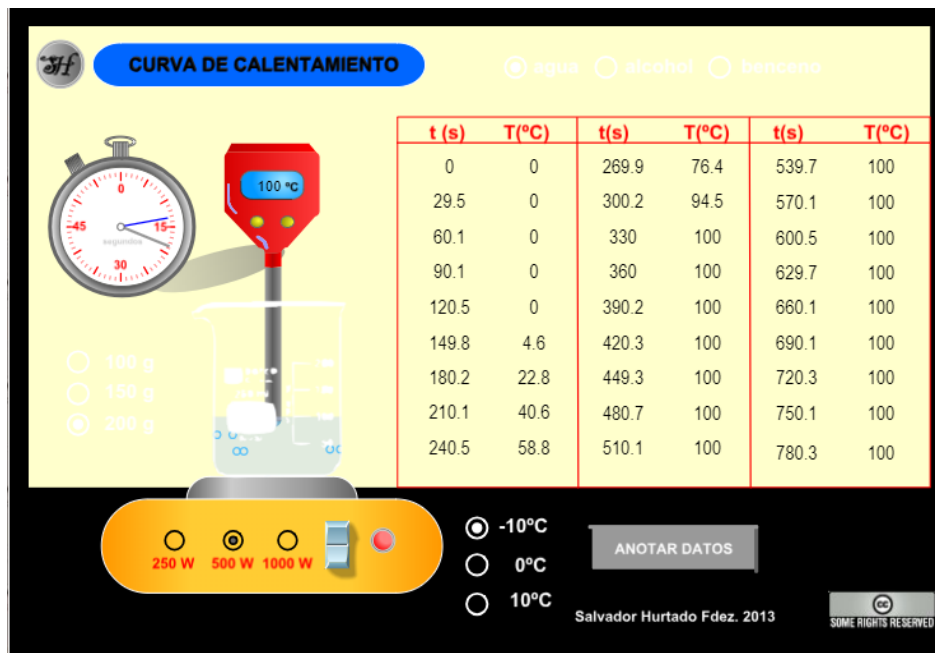 CURVA DE CALENTAMIENTO
agua alcohol benceno
t (s) T(ºC) t(s) T(ºC) t(s) T(ºC)
0 0 269.9 76.4 539.7 100
29.5 0 300.2 94.5 570.1 100
60.1 0 330 100 600.5 100
90.1 0 360 100 629.7 100
120.5 0 390.2 100 660.1 100
149.8 4.6 420.3 100 690.1 100
180.2 22.8 449.3 100 720.3 100
210.1 40.6 480.7 100 750.1 100
240.5 58.8 510.1 100 780.3 100
100 ºC
0
45 15
segundos
30
100 g
150 g
200 g
250 W 500 W 1000 W
-10ºC
0ºC
10ºC
ANOTAR DATOS
Salvador Hurtado Fdez. 2013
cc
SOME RIGHTS RESERVED